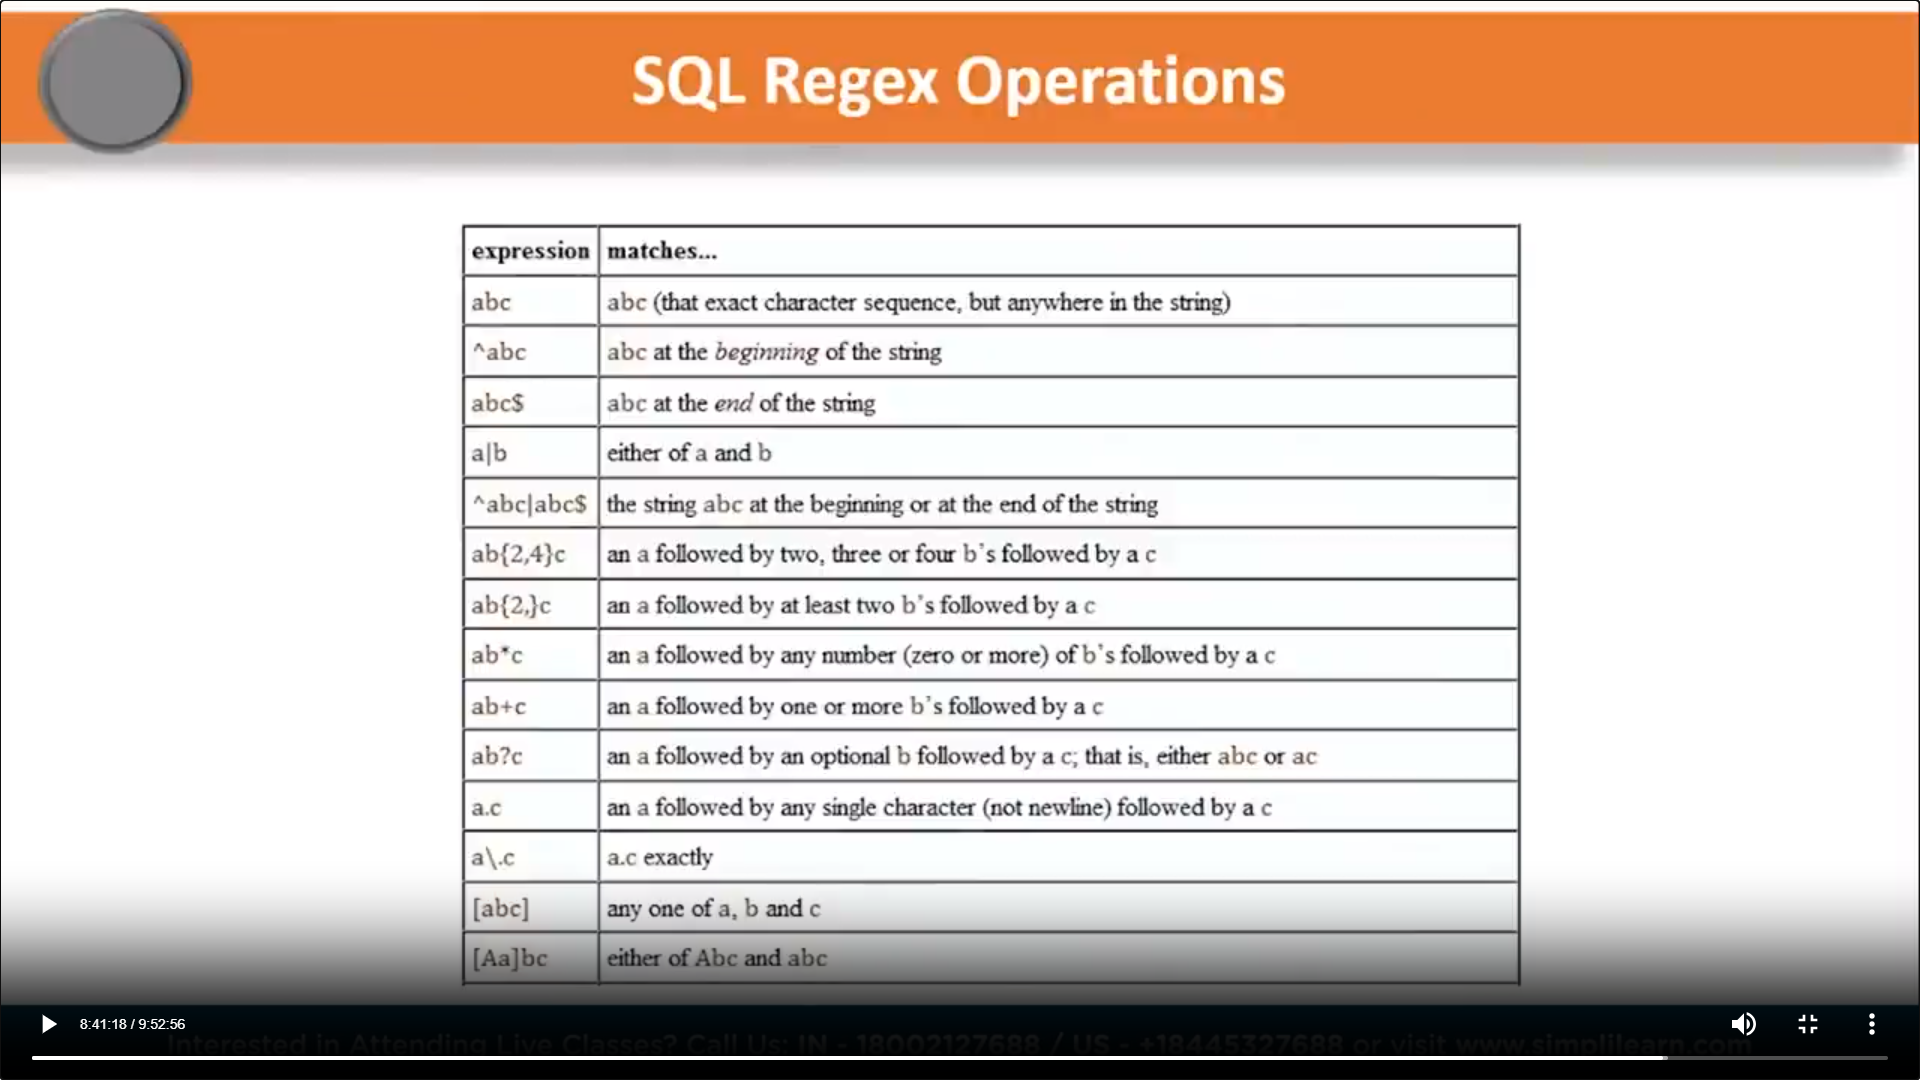 SQL Regex Operations
expression matches...
abc abc (that exact character sequence, but anywhere in the string)
^abc abc at the beginning of the string
abc$ abc at the end of the string
a|b either of a and b
^abc|abc$ the string abc at the beginning or at the end of the string
ab{2,4}c an a followed by two, three or four b's followed by a c
ab{2,}c an a followed by at least two b's followed by a c
ab*c an a followed by any number (zero or more) of b's followed by a c
ab+c an a followed by one or more b's followed by a c
ab?c an a followed by an optional b followed by a c; that is, either abc or ac
a.c an a followed by any single character (not newline) followed by a c
a\.c a.c exactly
[abc] any one of a, b and c
[Aa]bc either of Abc and abc
8:41:18 / 9:52:56
Interested in Attending Live Classes? Call Us: IN - 18002127688 / US - +18445327688 or visit www.simplilearn.com